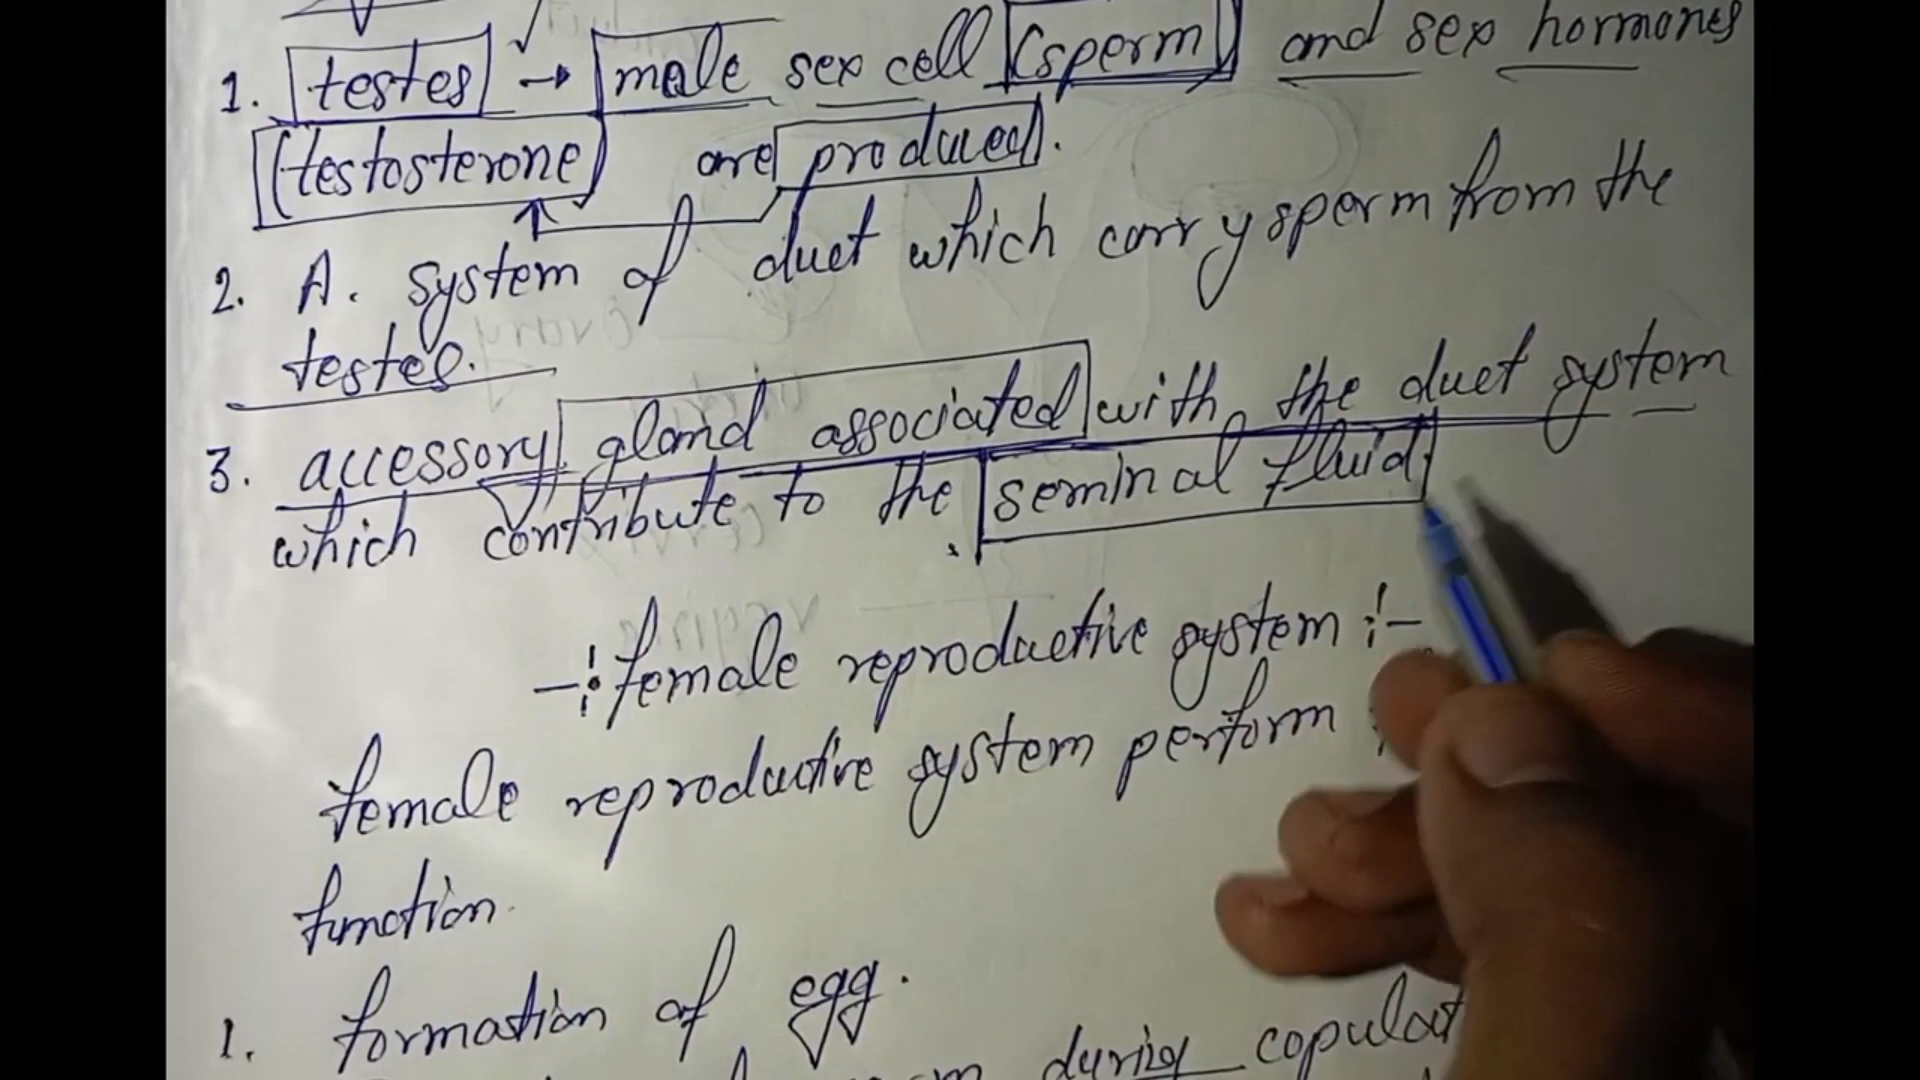 1. testes → male sex cell (sperm) and sex hormones
(testosterone) are produced.
2. A. system of duct which carry sperm from the
testes.
3. accessory gland associated with the duct system
which contribute to the seminal fluid
-:female reproductive system :-
female reproductive system perform
function.
1. formation of egg.
during copulat